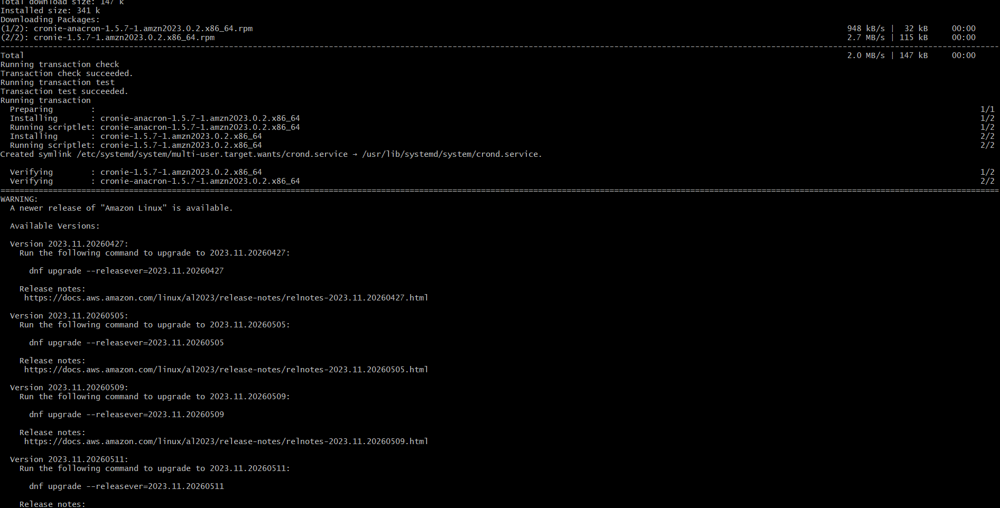 Total download size: 147 k
Installed size: 341 k
Downloading Packages:
(1/2): cronie-anacron-1.5.7-1.amzn2023.0.2.x86_64.rpm 948 kB/s | 32 kB 00:00
(2/2): cronie-1.5.7-1.amzn2023.0.2.x86_64.rpm 2.7 MB/s | 115 kB 00:00
--------------------------------------------------------------------------------
Total 2.0 MB/s | 147 kB 00:00
Running transaction check
Transaction check succeeded.
Running transaction test
Transaction test succeeded.
Running transaction
  Preparing        : 1/1
  Installing       : cronie-anacron-1.5.7-1.amzn2023.0.2.x86_64 1/2
  Running scriptlet: cronie-anacron-1.5.7-1.amzn2023.0.2.x86_64 1/2
  Installing       : cronie-1.5.7-1.amzn2023.0.2.x86_64 2/2
  Running scriptlet: cronie-1.5.7-1.amzn2023.0.2.x86_64 2/2
Created symlink /etc/systemd/system/multi-user.target.wants/crond.service → /usr/lib/systemd/system/crond.service.

  Verifying        : cronie-1.5.7-1.amzn2023.0.2.x86_64 1/2
  Verifying        : cronie-anacron-1.5.7-1.amzn2023.0.2.x86_64 2/2
================================================================================
WARNING:
  A newer release of "Amazon Linux" is available.

  Available Versions:

  Version 2023.11.20260427:
    Run the following command to upgrade to 2023.11.20260427:

      dnf upgrade --releasever=2023.11.20260427

    Release notes:
     https://docs.aws.amazon.com/linux/al2023/release-notes/relnotes-2023.11.20260427.html

  Version 2023.11.20260505:
    Run the following command to upgrade to 2023.11.20260505:

      dnf upgrade --releasever=2023.11.20260505

    Release notes:
     https://docs.aws.amazon.com/linux/al2023/release-notes/relnotes-2023.11.20260505.html

  Version 2023.11.20260509:
    Run the following command to upgrade to 2023.11.20260509:

      dnf upgrade --releasever=2023.11.20260509

    Release notes:
     https://docs.aws.amazon.com/linux/al2023/release-notes/relnotes-2023.11.20260509.html

  Version 2023.11.20260511:
    Run the following command to upgrade to 2023.11.20260511:

      dnf upgrade --releasever=2023.11.20260511

    Release notes: